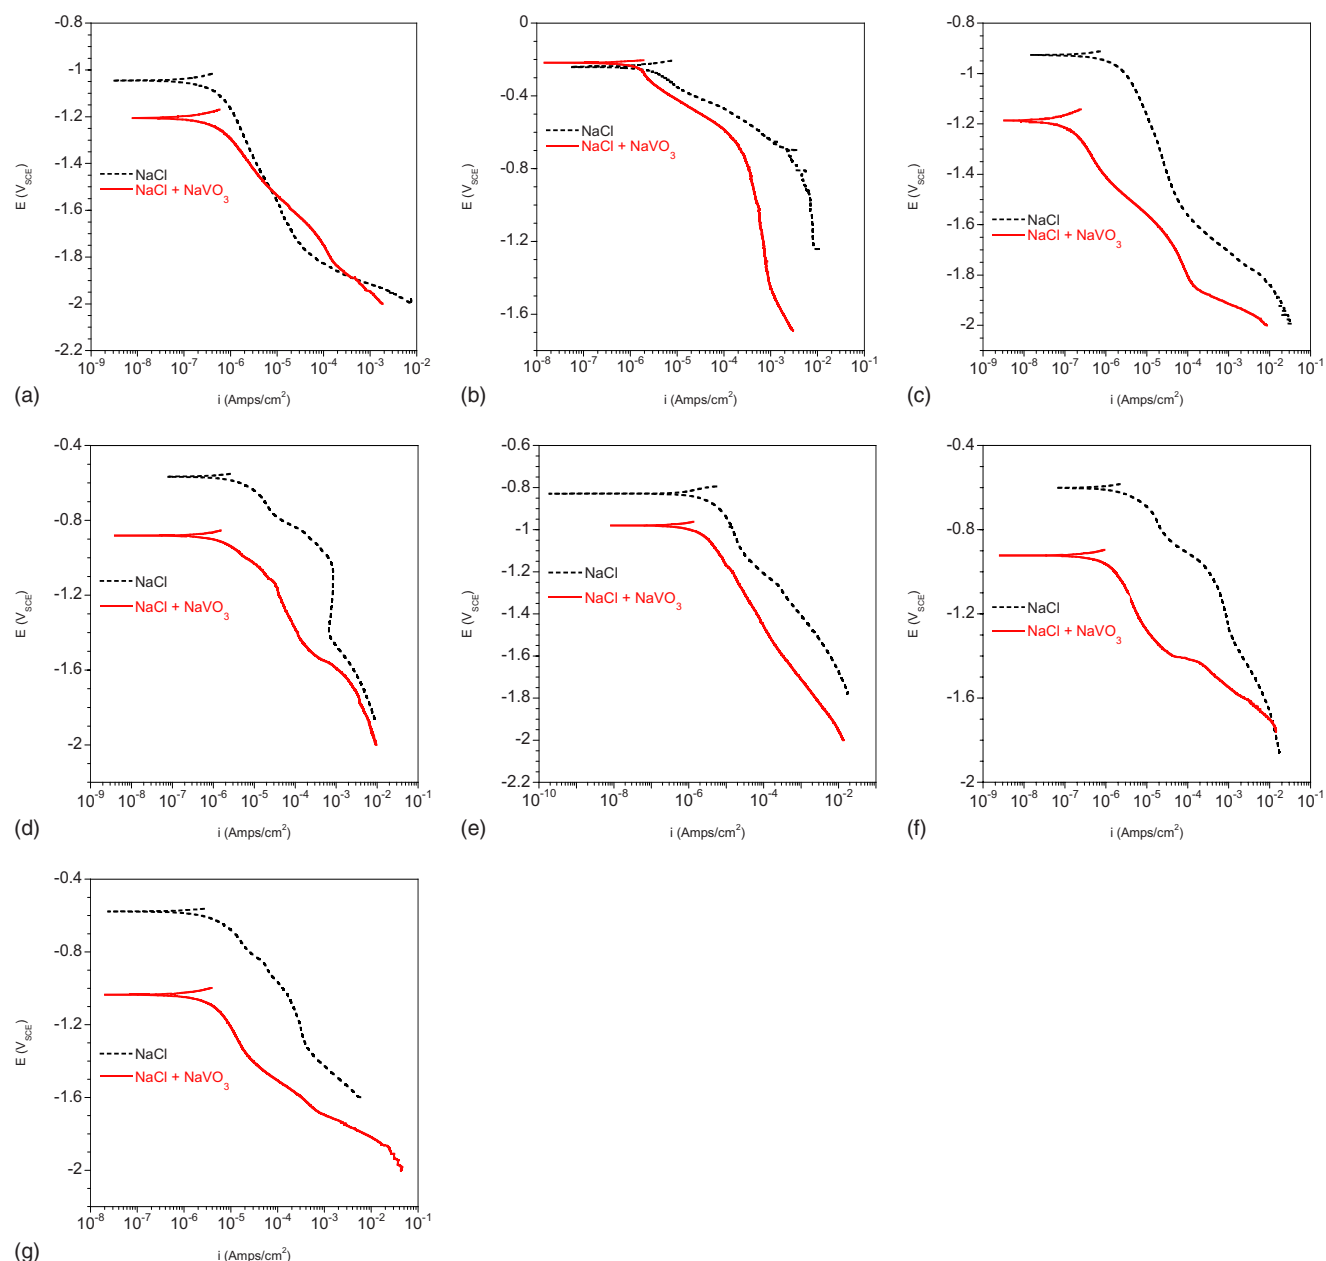 -0.8
-1
-1.2
-1.4
-1.6
-1.8
-2
-2.2
E (V_SCE)
NaCl
NaCl + NaVO₃
10⁻⁹ 10⁻⁸ 10⁻⁷ 10⁻⁶ 10⁻⁵ 10⁻⁴ 10⁻³ 10⁻²
i (Amps/cm²)
(a)
0
-0.4
-0.8
-1.2
-1.6
E (V_SCE)
NaCl
NaCl + NaVO₃
10⁻⁸ 10⁻⁷ 10⁻⁶ 10⁻⁵ 10⁻⁴ 10⁻³ 10⁻² 10⁻¹
i (Amps/cm²)
(b)
-0.8
-1
-1.2
-1.4
-1.6
-1.8
-2
E (V_SCE)
NaCl
NaCl + NaVO₃
10⁻⁹ 10⁻⁸ 10⁻⁷ 10⁻⁶ 10⁻⁵ 10⁻⁴ 10⁻³ 10⁻² 10⁻¹
i (Amps/cm²)
(c)
-0.4
-0.8
-1.2
-1.6
-2
E (V_SCE)
NaCl
NaCl + NaVO₃
10⁻⁹ 10⁻⁸ 10⁻⁷ 10⁻⁶ 10⁻⁵ 10⁻⁴ 10⁻³ 10⁻² 10⁻¹
i (Amps/cm²)
(d)
-0.6
-0.8
-1
-1.2
-1.4
-1.6
-1.8
-2
-2.2
E (V_SCE)
NaCl
NaCl + NaVO₃
10⁻¹⁰ 10⁻⁸ 10⁻⁶ 10⁻⁴ 10⁻²
i (Amps/cm²)
(e)
-0.4
-0.8
-1.2
-1.6
-2
E (V_SCE)
NaCl
NaCl + NaVO₃
10⁻⁹ 10⁻⁸ 10⁻⁷ 10⁻⁶ 10⁻⁵ 10⁻⁴ 10⁻³ 10⁻² 10⁻¹
i (Amps/cm²)
(f)
-0.4
-0.8
-1.2
-1.6
-2
E (V_SCE)
NaCl
NaCl + NaVO₃
10⁻⁸ 10⁻⁷ 10⁻⁶ 10⁻⁵ 10⁻⁴ 10⁻³ 10⁻² 10⁻¹
i (Amps/cm²)
(g)